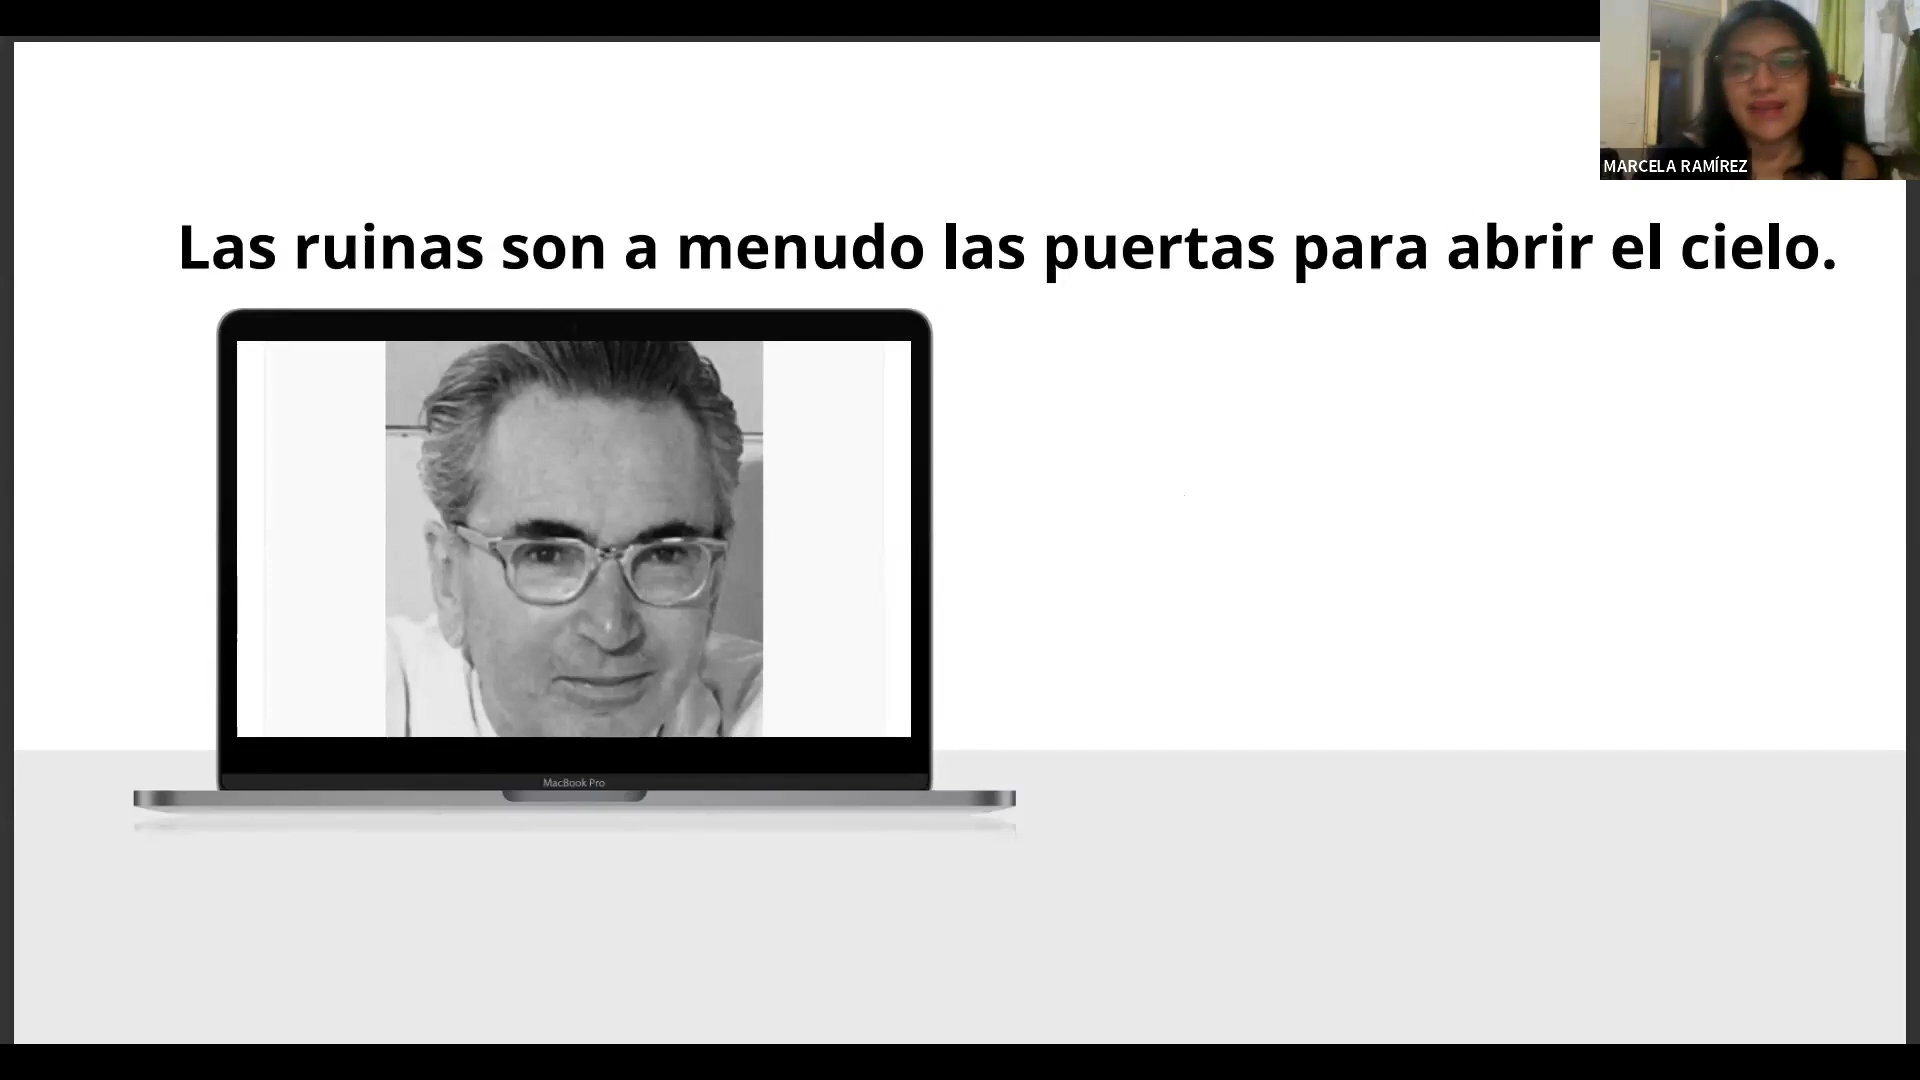 MARCELA RAMÍREZ
Las ruinas son a menudo las puertas para abrir el cielo.
MacBook Pro